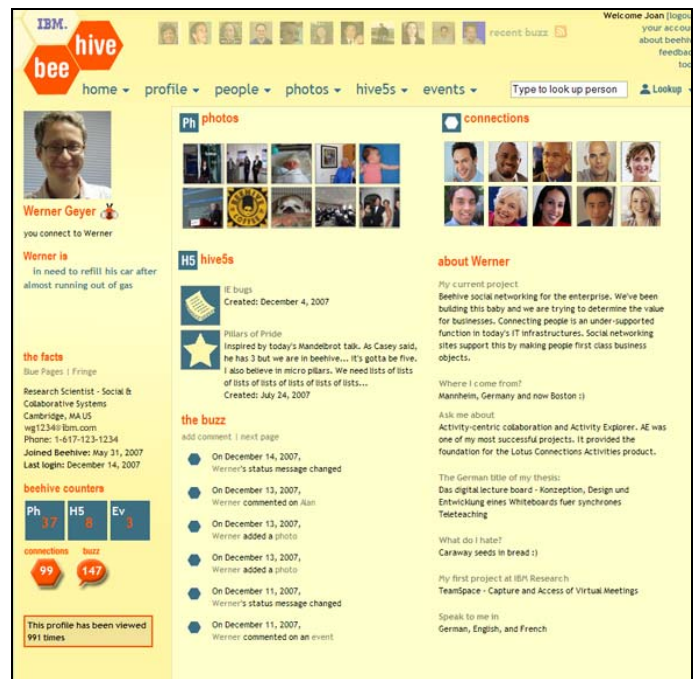 IBM.
bee
hive
recent buzz
Welcome Joan [logou
your accou
about beehiv
feedba
too
home
profile
people
photos
hive5s
events
Type to look up person
Lookup
Werner Geyer
you connect to Werner
Werner is
in need to refill his car after
almost running out of gas
the facts
Blue Pages | Fringe
Research Scientist - Social &
Collaborative Systems
Cambridge, MA US
wg1234@ibm.com
Phone: 1-617-123-1234
Joined Beehive: May 31, 2007
Last login: December 14, 2007
beehive counters
Ph 37
H5 8
Ev 3
connections
99
buzz
147
This profile has been viewed
991 times
Ph photos
H5 hive5s
IE bugs
Created: December 4, 2007
Pillars of Pride
Inspired by today's Mandelbrot talk. As Casey said,
he has 3 but we are in beehive... it's gotta be five.
I also believe in micro pillars. We need lists of lists
of lists of lists of lists of lists of lists...
Created: July 24, 2007
the buzz
add comment | next page
On December 14, 2007,
Werner's status message changed
On December 13, 2007,
Werner commented on Alan
On December 13, 2007,
Werner added a photo
On December 13, 2007,
Werner added a photo
On December 11, 2007,
Werner's status message changed
On December 11, 2007,
Werner commented on an event
connections
about Werner
My current project
Beehive social networking for the enterprise. We've been
building this baby and we are trying to determine the value
for businesses. Connecting people is an under-supported
function in today's IT infrastructures. Social networking
sites support this by making people first class business
objects.
Where I come from?
Mannheim, Germany and now Boston :)
Ask me about
Activity-centric collaboration and Activity Explorer. AE was
one of my most successful projects. It provided the
foundation for the Lotus Connections Activities product.
The German title of my thesis:
Das digital lecture board - Konzeption, Design und
Entwicklung eines Whiteboards fuer synchrones
Teleteaching
What do I hate?
Caraway seeds in bread :)
My first project at IBM Research
TeamSpace - Capture and Access of Virtual Meetings
Speak to me in
German, English, and French